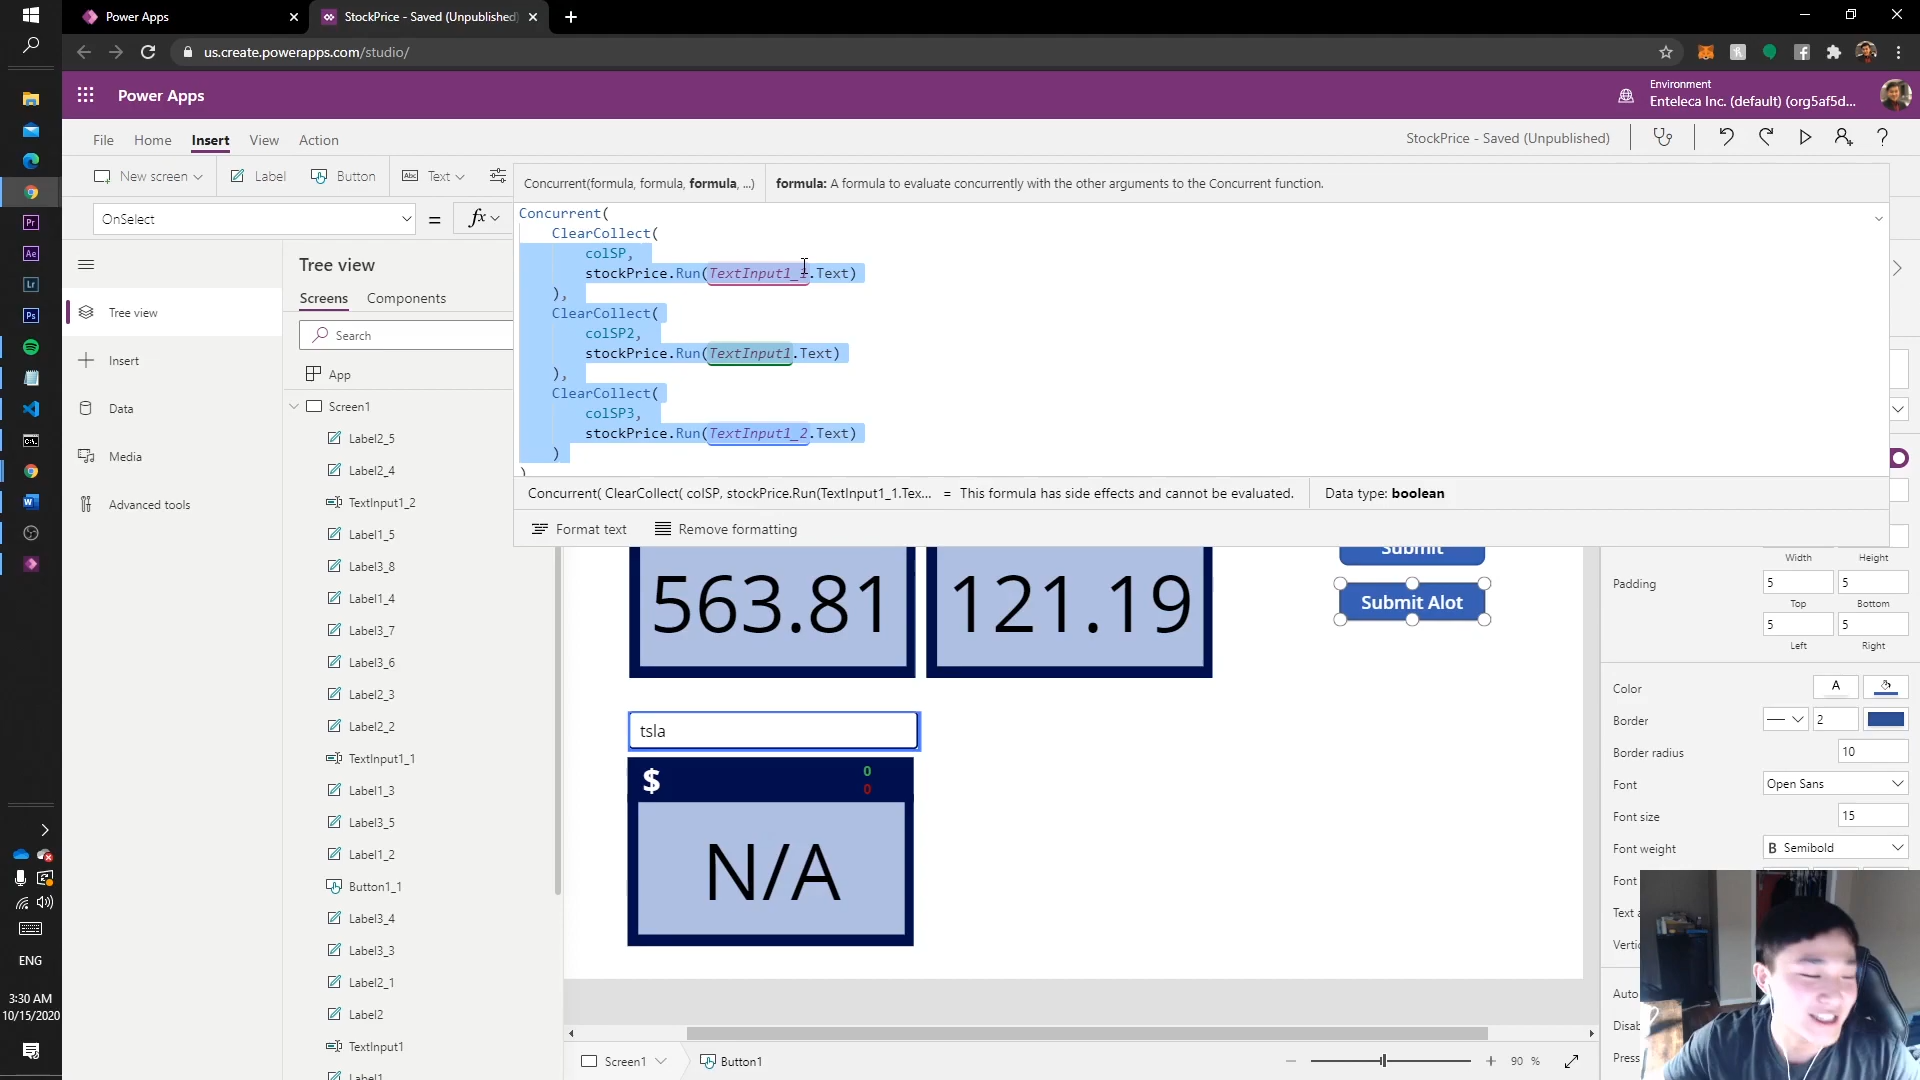 Power Apps
StockPrice - Saved (Unpublished)
us.create.powerapps.com/studio/
Power Apps
Environment
Enteleca Inc. (default) (org5af5d...
File Home Insert View Action
StockPrice - Saved (Unpublished)
New screen Label Button Text
Concurrent(formula, formula, formula, ...) formula: A formula to evaluate concurrently with the other arguments to the Concurrent function.
OnSelect = fx
Concurrent(
ClearCollect(
colSP,
stockPrice.Run(TextInput1_1.Text)
),
ClearCollect(
colSP2,
stockPrice.Run(TextInput1.Text)
),
ClearCollect(
colSP3,
stockPrice.Run(TextInput1_2.Text)
)
)
Concurrent( ClearCollect( colSP, stockPrice.Run(TextInput1_1.Tex... = This formula has side effects and cannot be evaluated. Data type: boolean
Format text Remove formatting
Tree view
Insert
Data
Media
Advanced tools
Tree view
Screens Components
Search
App
Screen1
Label2_5
Label2_4
TextInput1_2
Label1_5
Label3_8
Label1_4
Label3_7
Label3_6
Label2_3
Label2_2
TextInput1_1
Label1_3
Label3_5
Label1_2
Button1_1
Label3_4
Label3_3
Label2_1
Label2
TextInput1
Label1
563.81
121.19
Submit
Submit Alot
tsla
$ 0
0
N/A
Width Height
Padding 5 5
Top Bottom
5 5
Left Right
Color A
Border 2
Border radius 10
Font Open Sans
Font size 15
Font weight B Semibold
Font
Text a
Verti
Auto
Disab
Press
Screen1 Button1
90 %
Pr
Ae
Lr
Ps
ENG
3:30 AM
10/15/2020